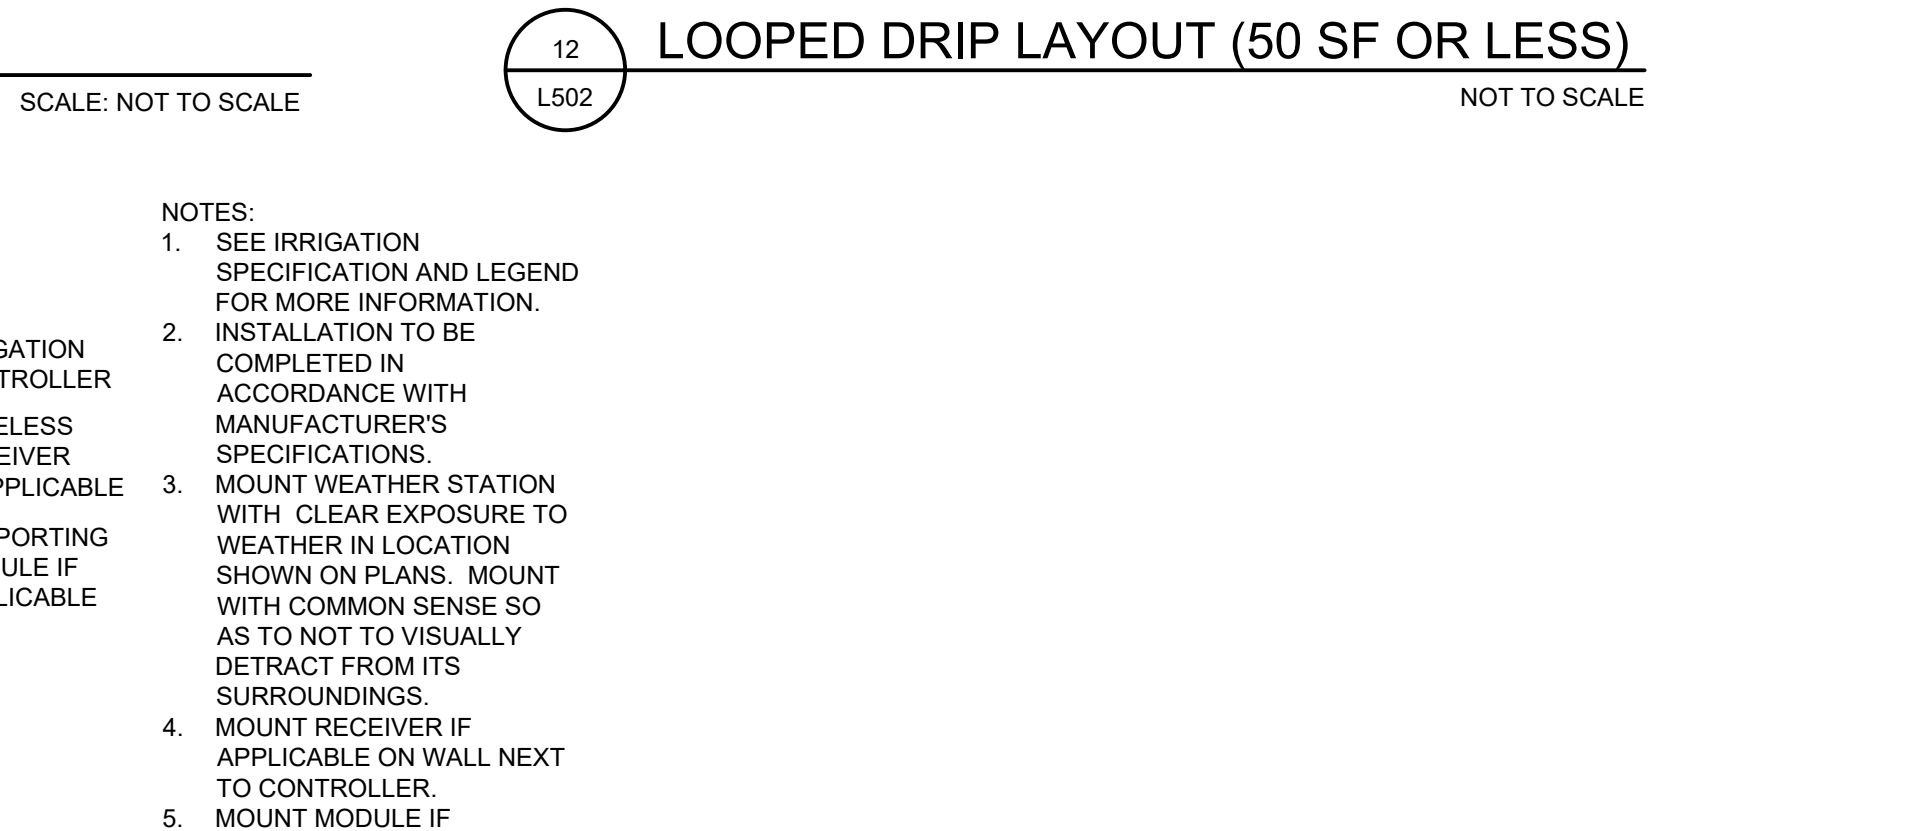 12
LOOPED DRIP LAYOUT (50 SF OR LESS)
SCALE: NOT TO SCALE
L502
NOT TO SCALE
NOTES:
1. SEE IRRIGATION
SPECIFICATION AND LEGEND
FOR MORE INFORMATION.
2. INSTALLATION TO BE
COMPLETED IN
ACCORDANCE WITH
MANUFACTURER'S
SPECIFICATIONS.
3. MOUNT WEATHER STATION
WITH  CLEAR EXPOSURE TO
WEATHER IN LOCATION
SHOWN ON PLANS.  MOUNT
WITH COMMON SENSE SO
AS TO NOT TO VISUALLY
DETRACT FROM ITS
SURROUNDINGS.
4. MOUNT RECEIVER IF
APPLICABLE ON WALL NEXT
TO CONTROLLER.
5. MOUNT MODULE IF